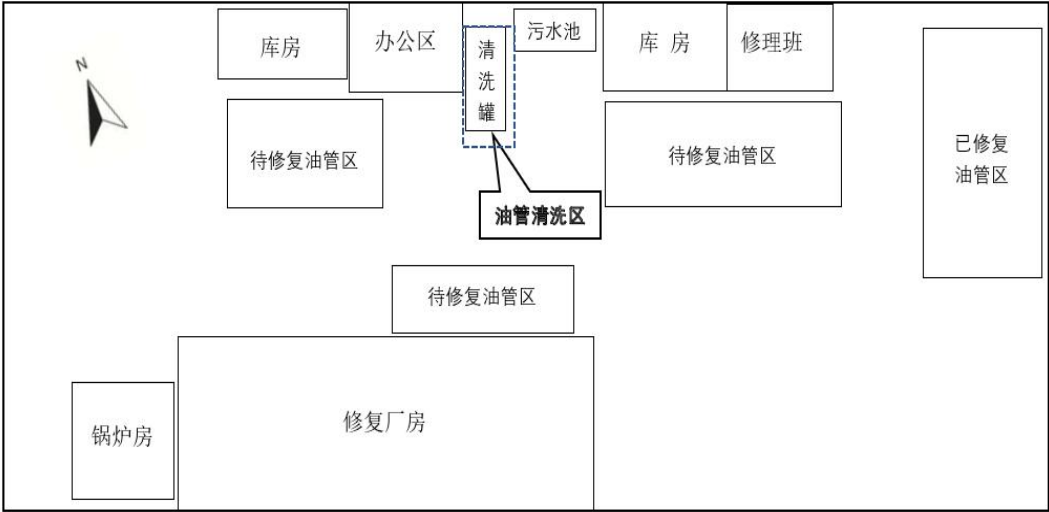 N
库房
办公区
清
洗
罐
污水池
库 房
修理班
待修复油管区
待修复油管区
已修复
油管区
油管清洗区
待修复油管区
修复厂房
锅炉房